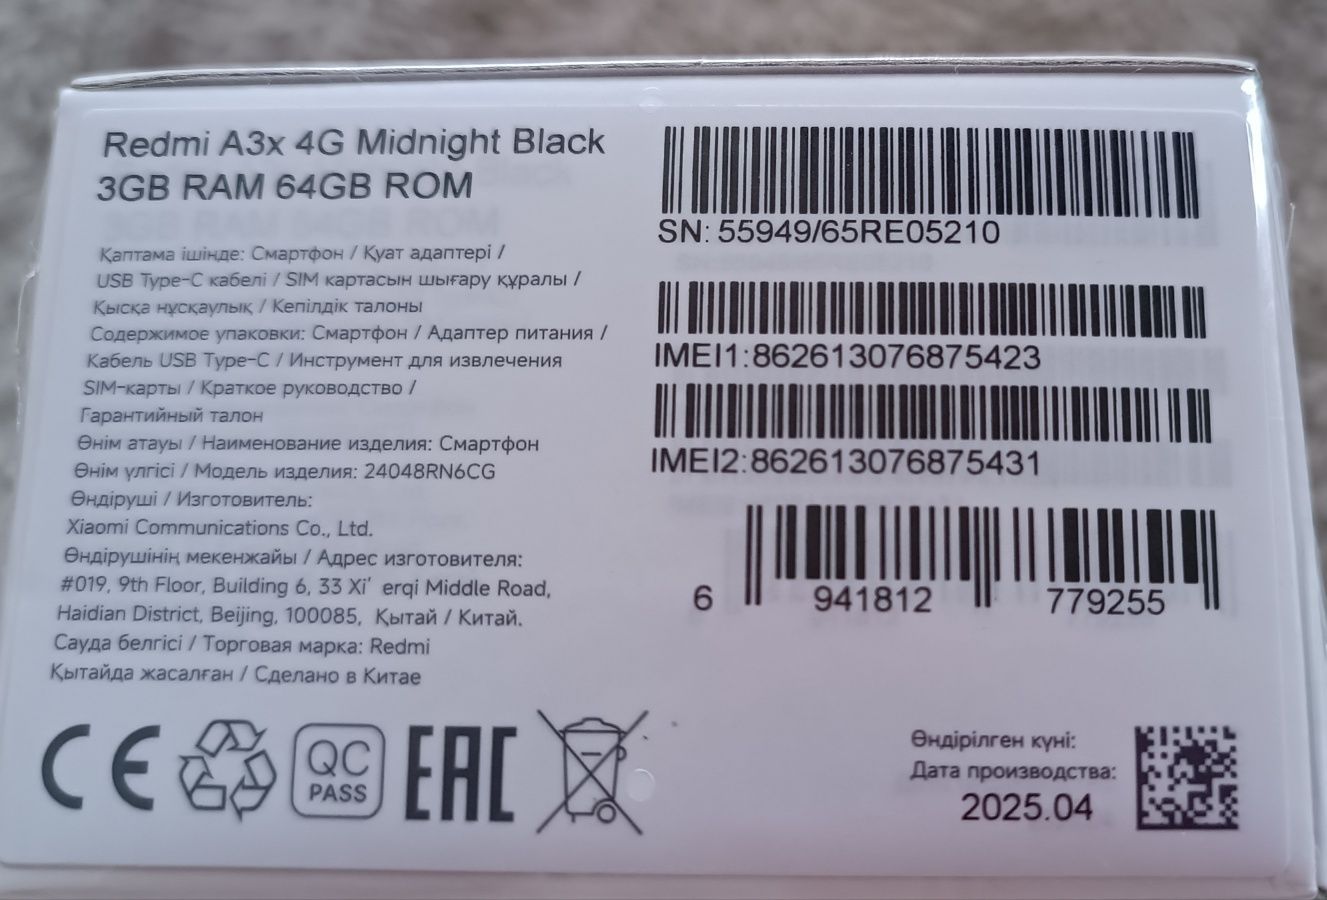 Redmi A3x 4G Midnight Black
3GB RAM 64GB ROM
Қаптама ішінде: Смартфон / Қуат адаптері /
USB Type-C кабелі / SIM картасын шығару құралы /
Қысқа нұсқаулық / Кепілдік талоны
Содержимое упаковки: Смартфон / Адаптер питания /
Кабель USB Type-C / Инструмент для извлечения
SIM-карты / Краткое руководство /
Гарантийный талон
Өнім атауы / Наименование изделия: Смартфон
Өнім үлгісі / Модель изделия: 24048RN6CG
Өндіруші / Изготовитель:
Xiaomi Communications Co., Ltd.
Өндірушінің мекенжайы / Адрес изготовителя:
#019, 9th Floor, Building 6, 33 Xi' erqi Middle Road,
Haidian District, Beijing, 100085, Қытай / Китай.
Сауда белгісі / Торговая марка: Redmi
Қытайда жасалған / Сделано в Китае
SN: 55949/65RE05210
IMEI1:862613076875423
IMEI2:862613076875431
6 941812 779255
CE
QC
PASS
EAC
Өндірілген күні:
Дата производства:
2025.04